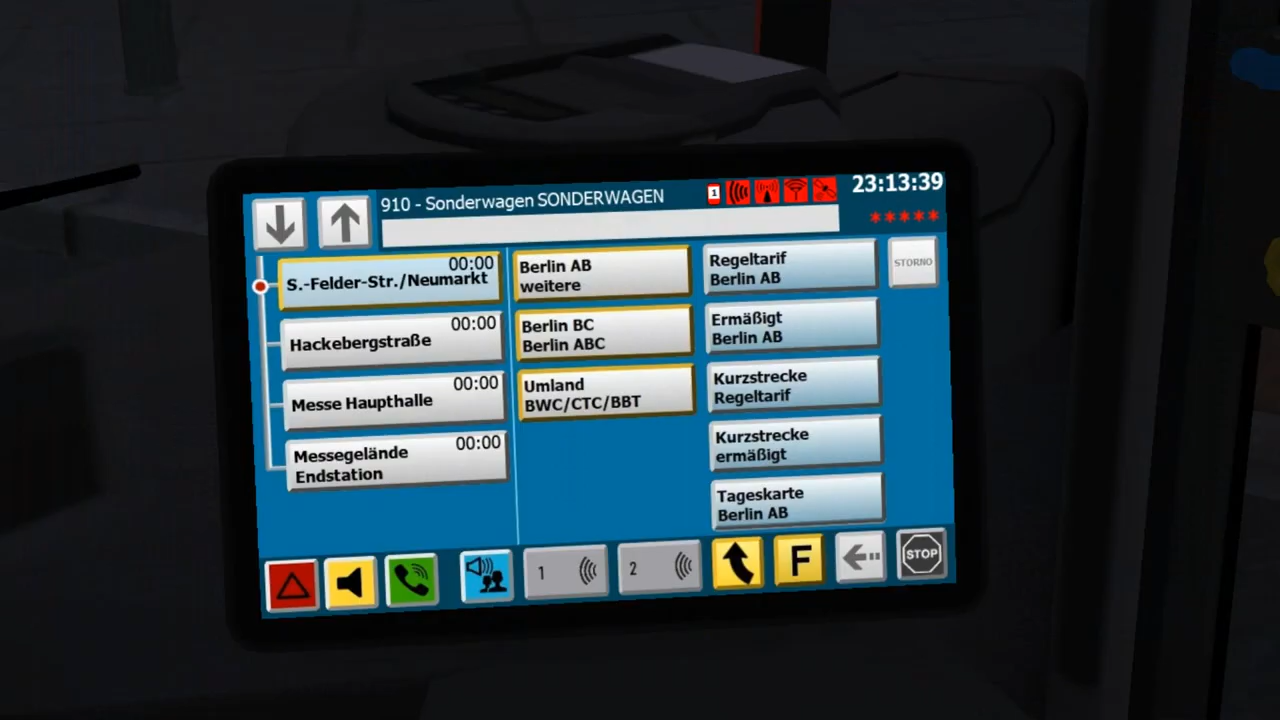 910 - Sonderwagen SONDERWAGEN
1
23:13:39
*****
00:00
S.-Felder-Str./Neumarkt
00:00
Hackebergstraße
00:00
Messe Haupthalle
00:00
Messegelände
Endstation
Berlin AB
weitere
Berlin BC
Berlin ABC
Umland
BWC/CTC/BBT
Regeltarif
Berlin AB
Ermäßigt
Berlin AB
Kurzstrecke
Regeltarif
Kurzstrecke
ermäßigt
Tageskarte
Berlin AB
STORNO
1
2
F
STOP